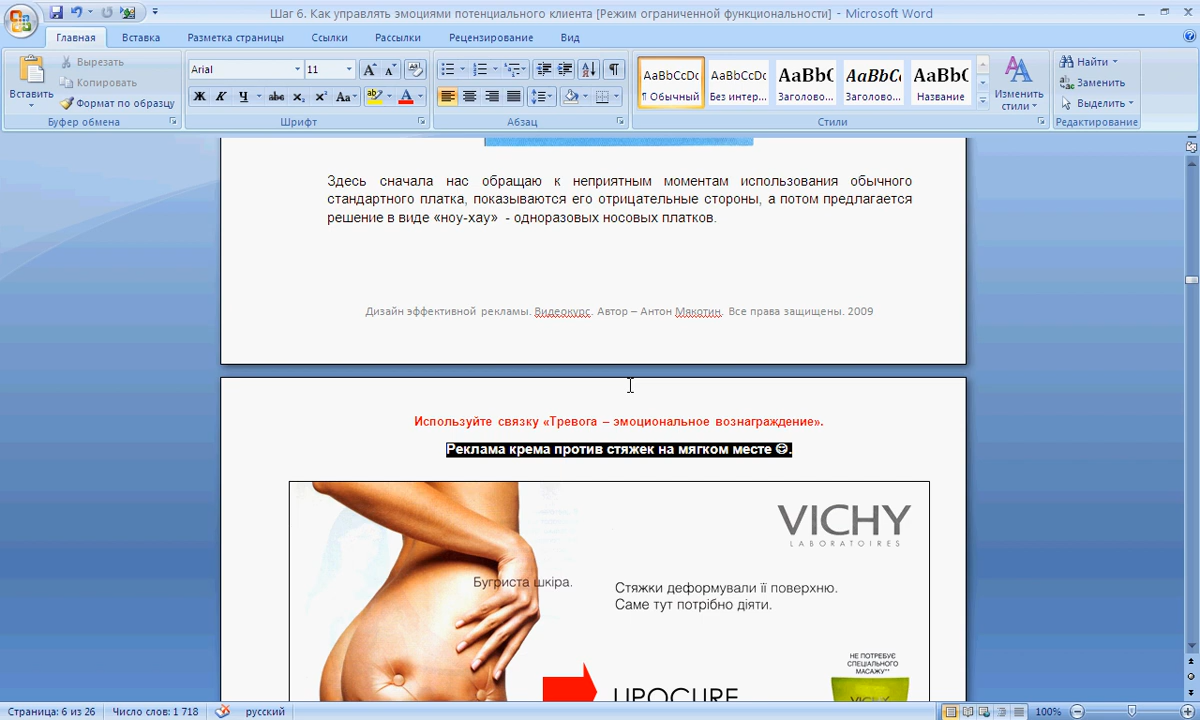 Шаг 6. Как управлять эмоциями потенциального клиента [Режим ограниченной функциональности] - Microsoft Word
Главная Вставка Разметка страницы Ссылки Рассылки Рецензирование Вид
Вставить
Вырезать
Копировать
Формат по образцу
Буфер обмена
Arial 11
Ж К Ч abc x₂ x² Aa
Шрифт
Абзац
AaBbCcDc AaBbCcDc AaBbC AaBbCc AaBbC
¶ Обычный Без интер... Заголово... Заголово... Название
Изменить стили
Стили
Найти
Заменить
Выделить
Редактирование
Здесь сначала нас обращаю к неприятным моментам использования обычного
стандартного платка, показываются его отрицательные стороны, а потом предлагается
решение в виде «ноу-хау» - одноразовых носовых платков.
Дизайн эффективной рекламы. Видеокурс. Автор – Антон Мякотин. Все права защищены. 2009
Используйте связку «Тревога – эмоциональное вознаграждение».
Реклама крема против стяжек на мягком месте ☺.
VICHY
LABORATOIRES
Бугриста шкіра.
Стяжки деформували її поверхню.
Саме тут потрібно діяти.
НЕ ПОТРЕБУЄ
СПЕЦІАЛЬНОГО
МАСАЖУ**
LIPOCURE
VICHY
Страница: 6 из 26 Число слов: 1 718 русский 100%